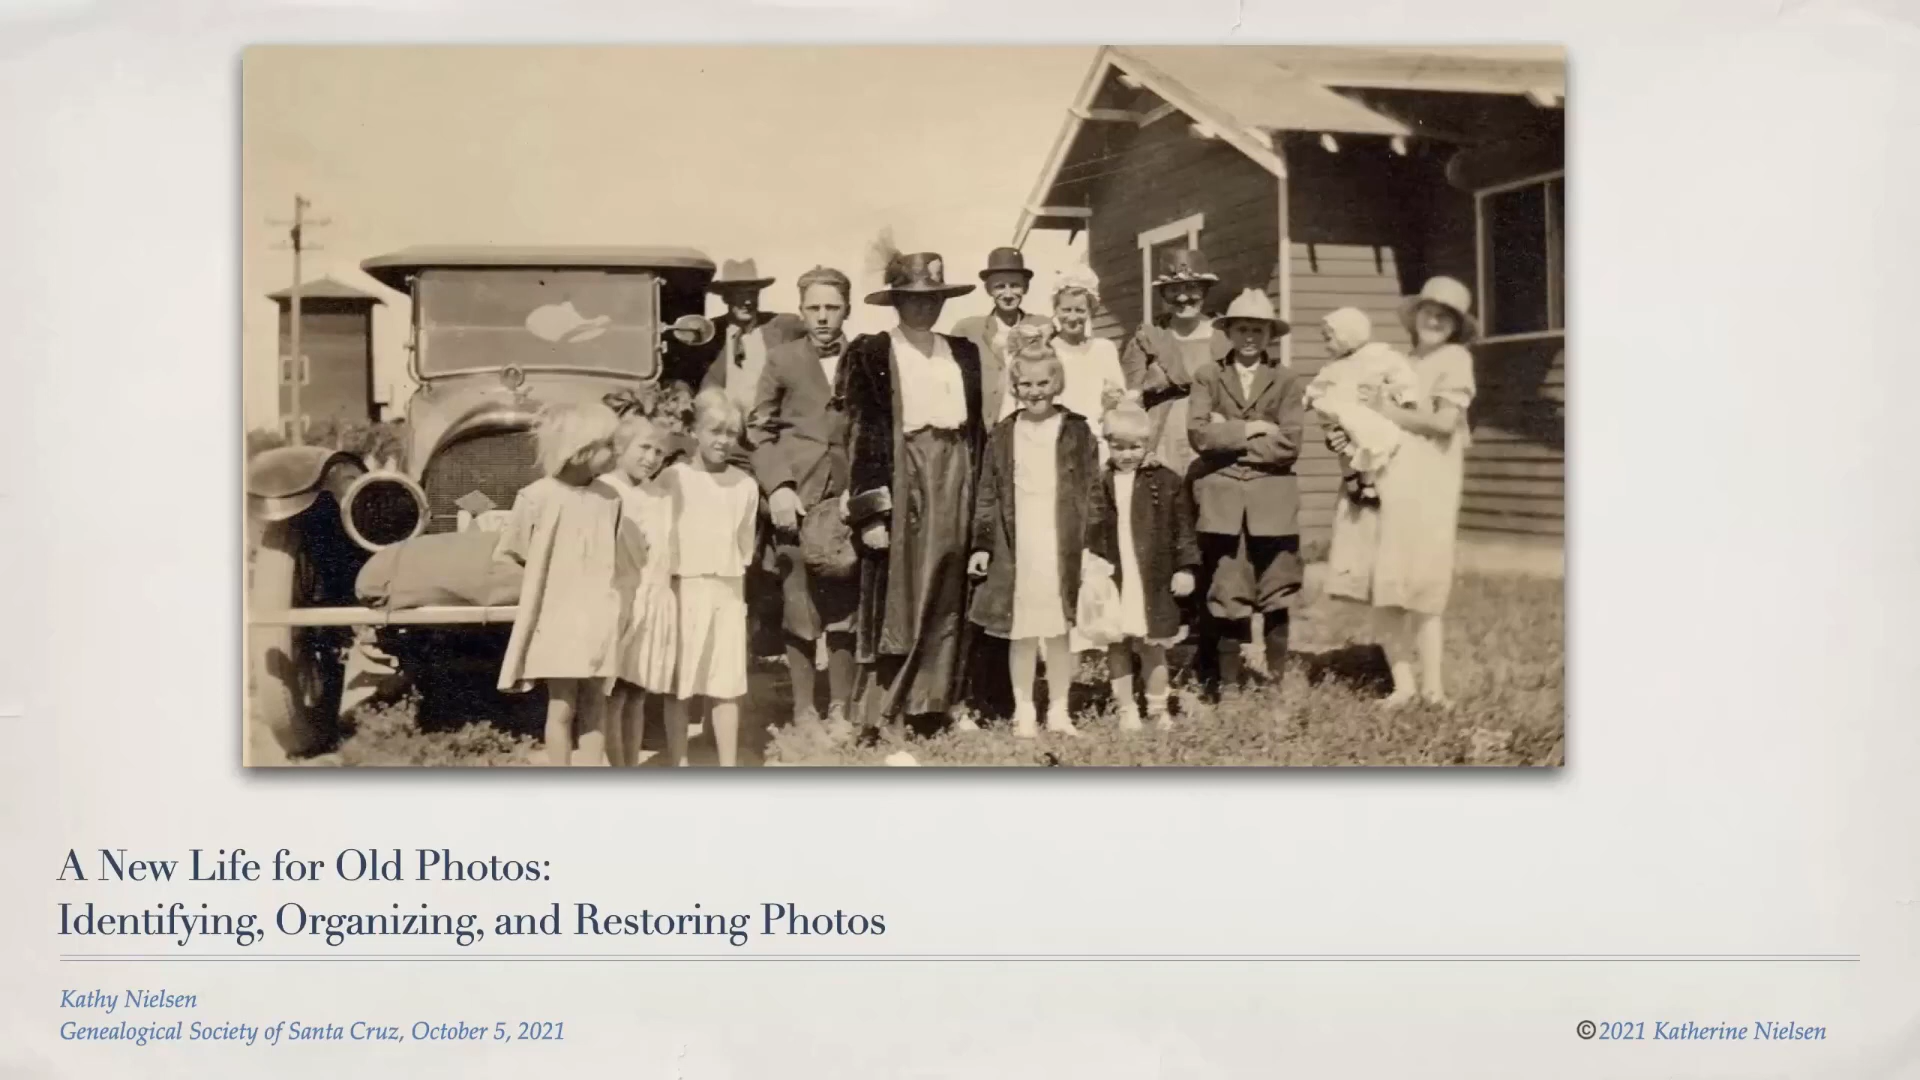 A New Life for Old Photos:
Identifying, Organizing, and Restoring Photos
Kathy Nielsen
Genealogical Society of Santa Cruz, October 5, 2021
©2021 Katherine Nielsen